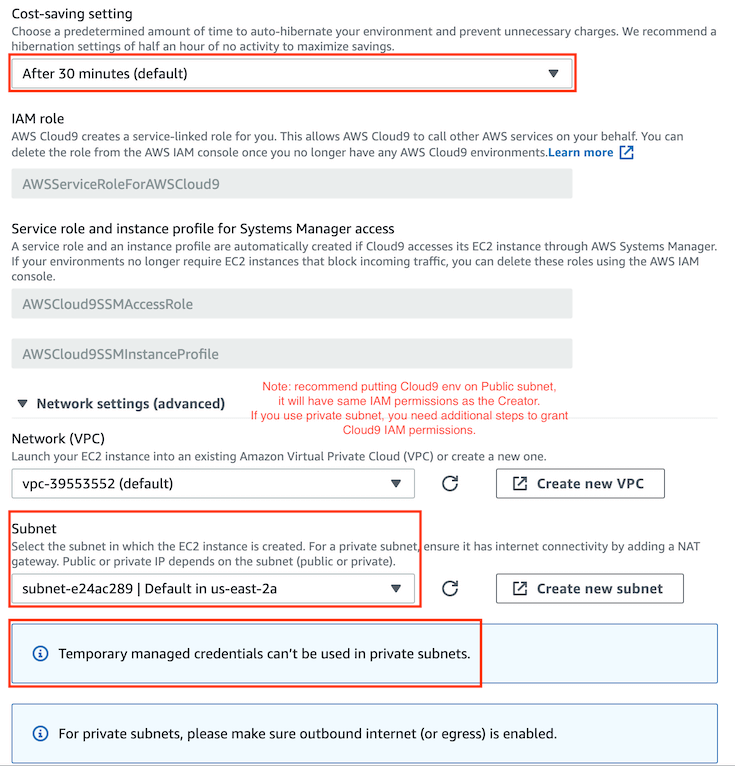 Cost-saving setting
Choose a predetermined amount of time to auto-hibernate your environment and prevent unnecessary charges. We recommend a
hibernation settings of half an hour of no activity to maximize savings.
After 30 minutes (default)
IAM role
AWS Cloud9 creates a service-linked role for you. This allows AWS Cloud9 to call other AWS services on your behalf. You can
delete the role from the AWS IAM console once you no longer have any AWS Cloud9 environments.Learn more
AWSServiceRoleForAWSCloud9
Service role and instance profile for Systems Manager access
A service role and an instance profile are automatically created if Cloud9 accesses its EC2 instance through AWS Systems Manager.
If your environments no longer require EC2 instances that block incoming traffic, you can delete these roles using the AWS IAM
console.
AWSCloud9SSMAccessRole
AWSCloud9SSMInstanceProfile
Note: recommend putting Cloud9 env on Public subnet,
it will have same IAM permissions as the Creator.
If you use private subnet, you need additional steps to grant
Cloud9 IAM permissions.
Network settings (advanced)
Network (VPC)
Launch your EC2 instance into an existing Amazon Virtual Private Cloud (VPC) or create a new one.
vpc-39553552 (default)
Create new VPC
Subnet
Select the subnet in which the EC2 instance is created. For a private subnet, ensure it has internet connectivity by adding a NAT
gateway. Public or private IP depends on the subnet (public or private).
subnet-e24ac289 | Default in us-east-2a
Create new subnet
Temporary managed credentials can't be used in private subnets.
For private subnets, please make sure outbound internet (or egress) is enabled.